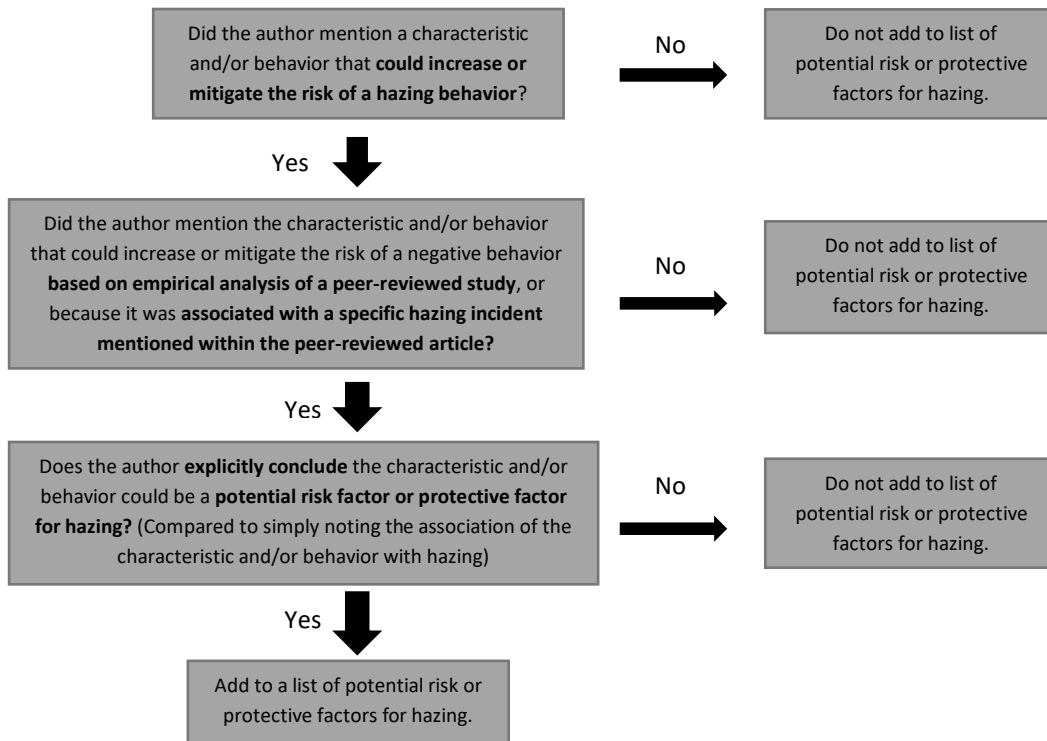 Did the author mention a characteristic
and/or behavior that could increase or
mitigate the risk of a hazing behavior?
No
Do not add to list of
potential risk or protective
factors for hazing.
Yes
Did the author mention the characteristic and/or behavior
that could increase or mitigate the risk of a negative behavior
based on empirical analysis of a peer-reviewed study, or
because it was associated with a specific hazing incident
mentioned within the peer-reviewed article?
No
Do not add to list of
potential risk or protective
factors for hazing.
Yes
Does the author explicitly conclude the characteristic and/or
behavior could be a potential risk factor or protective factor
for hazing? (Compared to simply noting the association of the
characteristic and/or behavior with hazing)
No
Do not add to list of
potential risk or protective
factors for hazing.
Yes
Add to a list of potential risk or
protective factors for hazing.